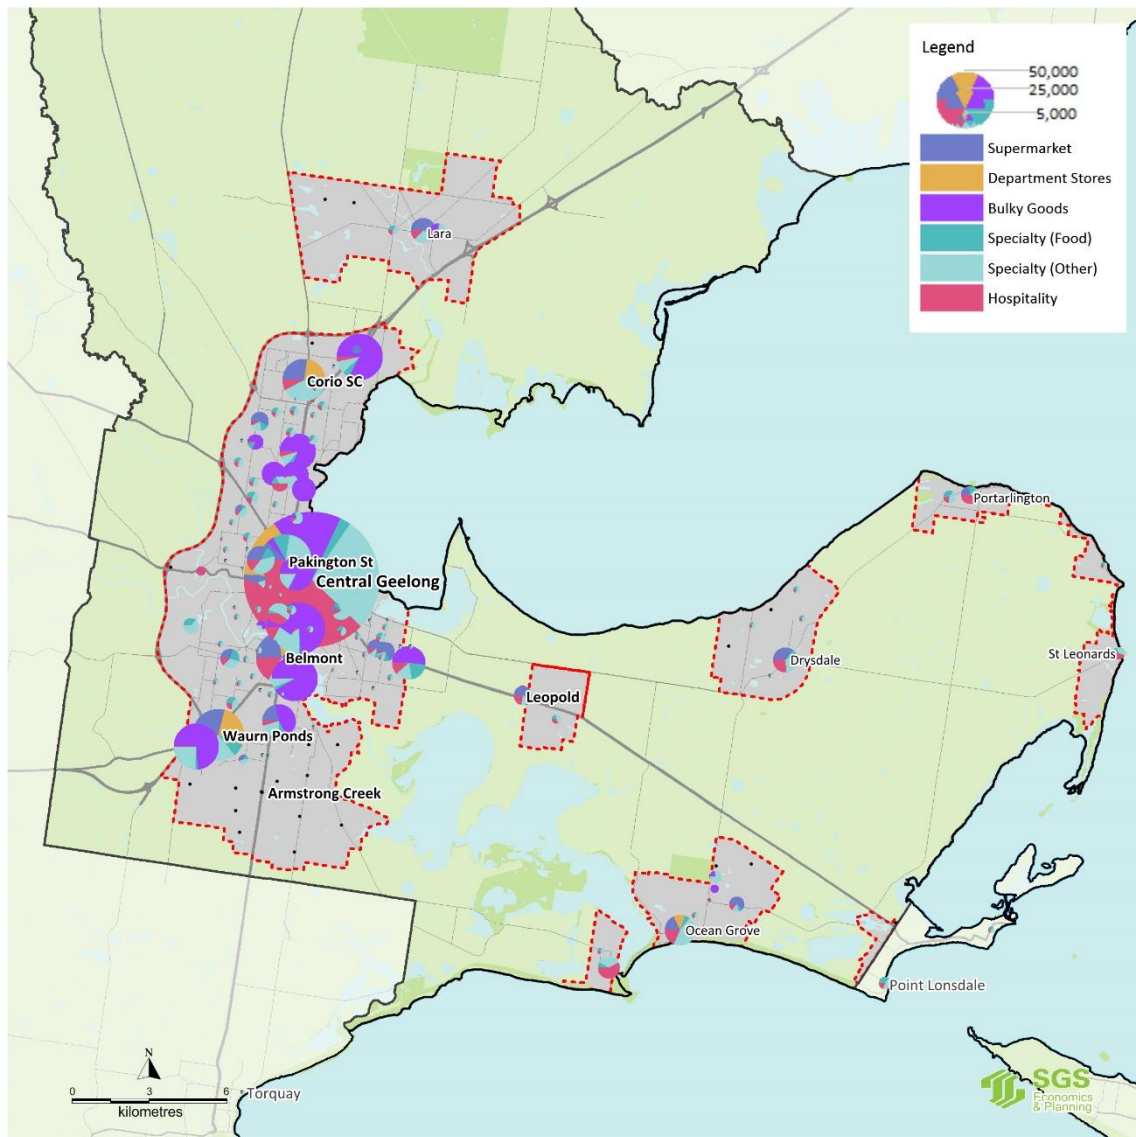 Legend
50,000
25,000
5,000
Supermarket
Department Stores
Bulky Goods
Specialty (Food)
Specialty (Other)
Hospitality
Lara
Corio SC
Portarlington
Pakington St
Central Geelong
Belmont
Drysdale
St Leonards
Leopold
Waurn Ponds
Armstrong Creek
Ocean Grove
Point Lonsdale
N
0 3 6
kilometres
Torquay
SGS
Economics
& Planning